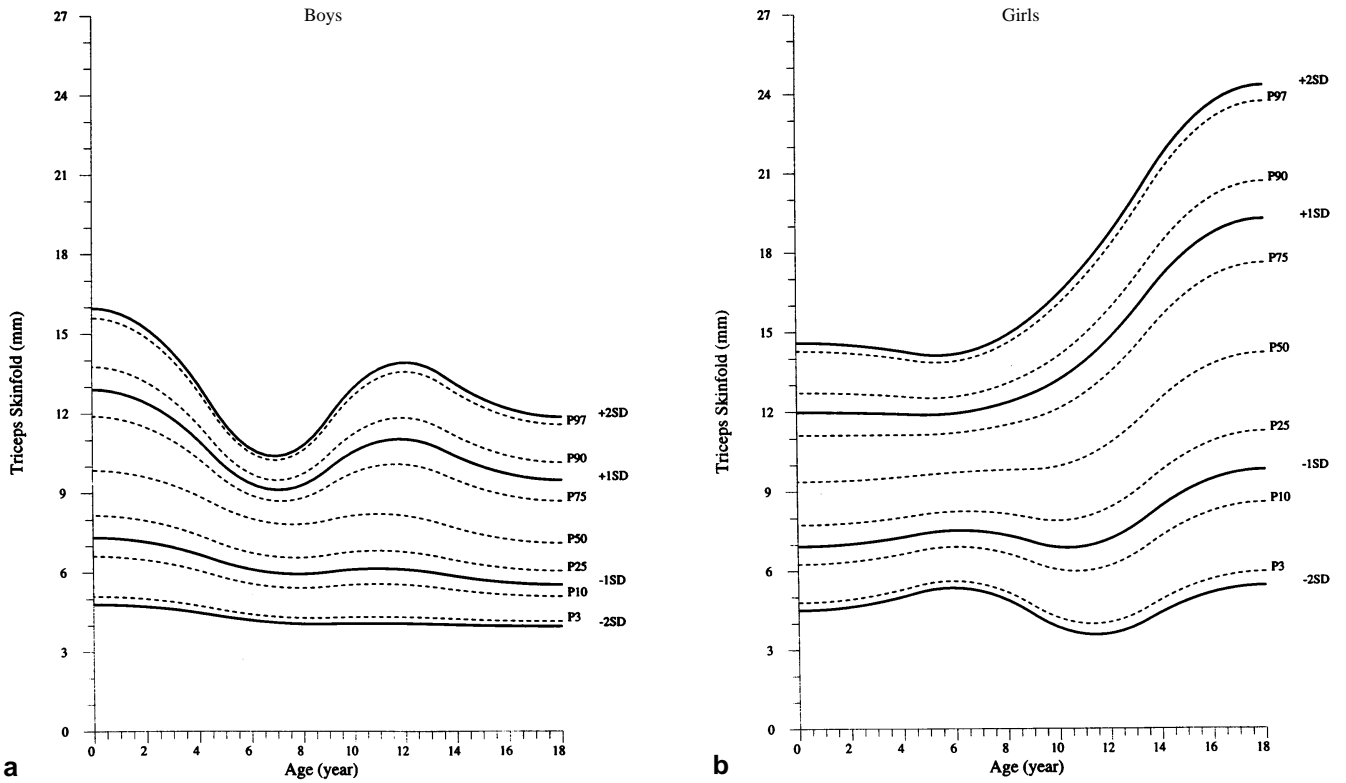 Boys
27
24
21
18
15
12
9
6
3
0
Triceps Skinfold (mm)
+2SD
P97
P90
+1SD
P75
P50
P25
-1SD
P10
P3
-2SD
0 2 4 6 8 10 12 14 16 18
Age (year)
a
Girls
27
24
21
18
15
12
9
6
3
0
Triceps Skinfold (mm)
+2SD
P97
P90
+1SD
P75
P50
P25
-1SD
P10
P3
-2SD
0 2 4 6 8 10 12 14 16 18
Age (year)
b